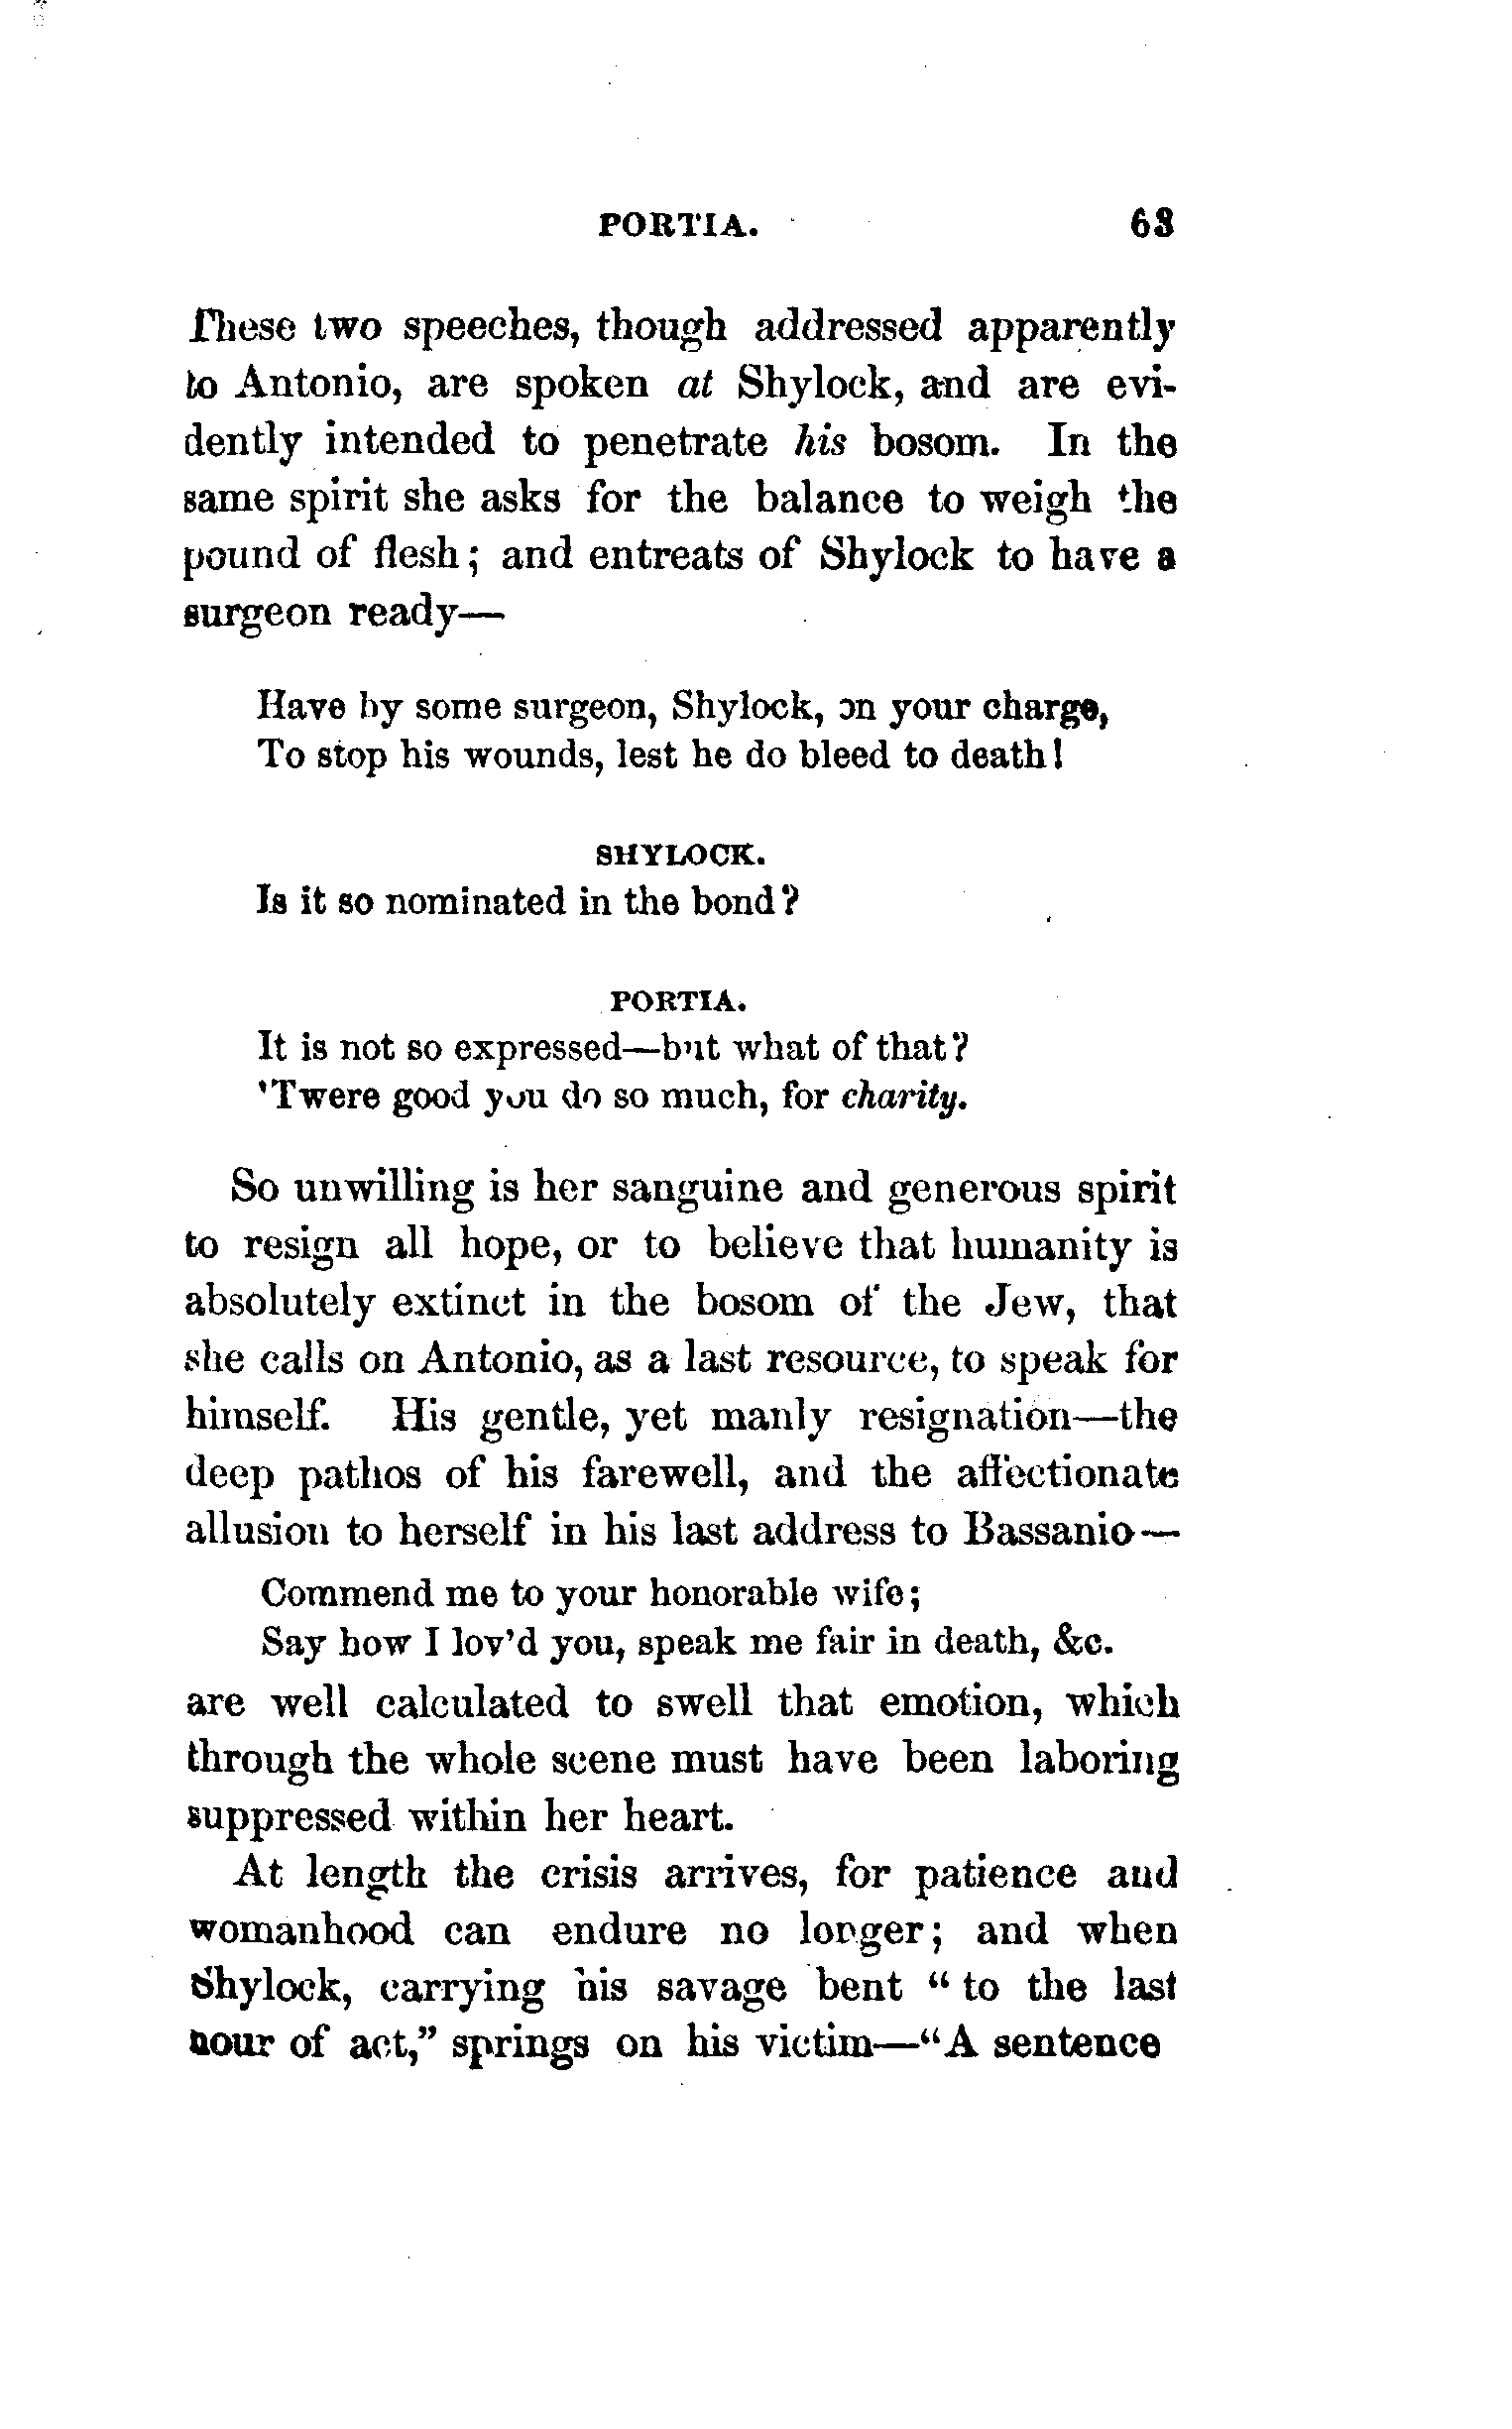 PORTIA. 63
These two speeches, though addressed apparently
to Antonio, are spoken at Shylock, and are evi-
dently intended to penetrate his bosom. In the
same spirit she asks for the balance to weigh the
pound of flesh; and entreats of Shylock to have a
surgeon ready—
Have by some surgeon, Shylock, on your charge,
To stop his wounds, lest he do bleed to death!
SHYLOCK.
Is it so nominated in the bond?
PORTIA.
It is not so expressed—but what of that?
'Twere good you do so much, for charity.
So unwilling is her sanguine and generous spirit
to resign all hope, or to believe that humanity is
absolutely extinct in the bosom of the Jew, that
she calls on Antonio, as a last resource, to speak for
himself. His gentle, yet manly resignation—the
deep pathos of his farewell, and the affectionate
allusion to herself in his last address to Bassanio—
Commend me to your honorable wife;
Say how I lov'd you, speak me fair in death, &c.
are well calculated to swell that emotion, which
through the whole scene must have been laboring
suppressed within her heart.
At length the crisis arrives, for patience and
womanhood can endure no longer; and when
Shylock, carrying his savage bent "to the last
hour of act," springs on his victim—"A sentence